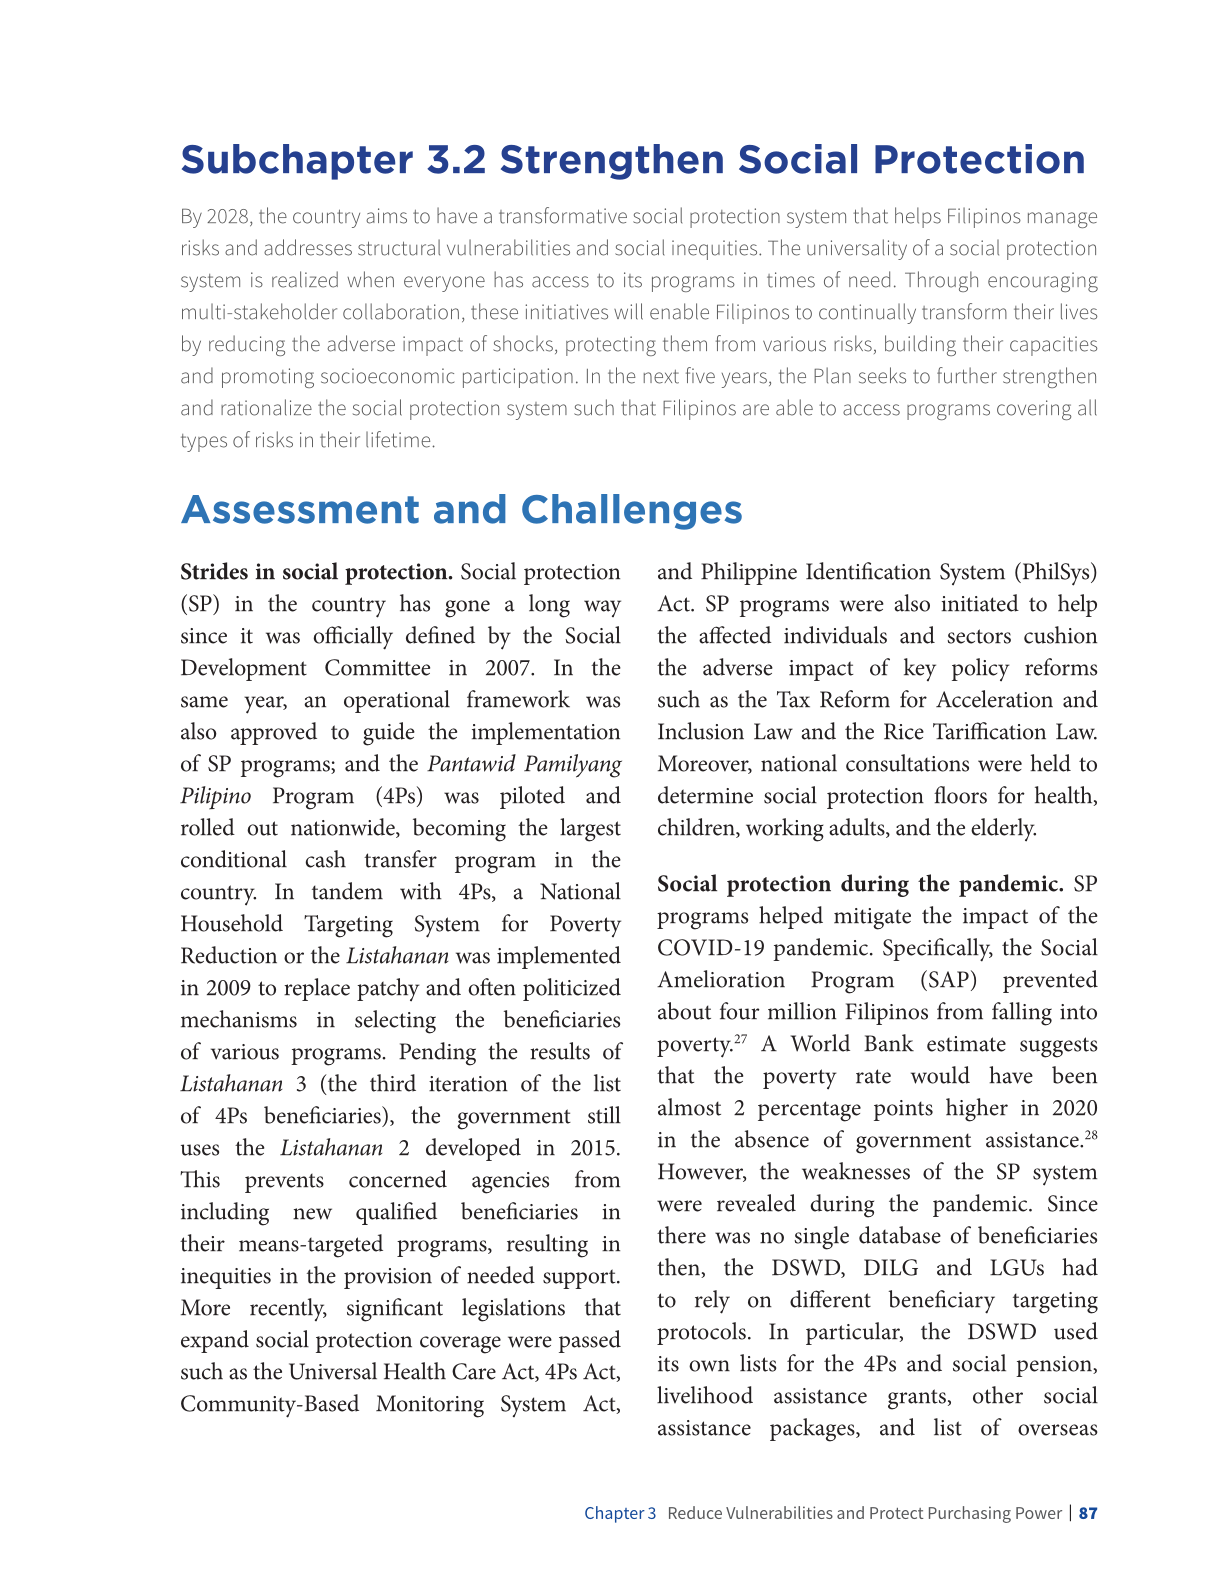 Subchapter 3.2 Strengthen Social Protection
By 2028, the country aims to have a transformative social protection system that helps Filipinos manage
risks and addresses structural vulnerabilities and social inequities. The universality of a social protection
system is realized when everyone has access to its programs in times of need. Through encouraging
multi-stakeholder collaboration, these initiatives will enable Filipinos to continually transform their lives
by reducing the adverse impact of shocks, protecting them from various risks, building their capacities
and promoting socioeconomic participation. In the next five years, the Plan seeks to further strengthen
and rationalize the social protection system such that Filipinos are able to access programs covering all
types of risks in their lifetime.
Assessment and Challenges
Strides in social protection. Social protection
(SP) in the country has gone a long way
since it was officially defined by the Social
Development Committee in 2007. In the
same year, an operational framework was
also approved to guide the implementation
of SP programs; and the Pantawid Pamilyang
Pilipino Program (4Ps) was piloted and
rolled out nationwide, becoming the largest
conditional cash transfer program in the
country. In tandem with 4Ps, a National
Household Targeting System for Poverty
Reduction or the Listahanan was implemented
in 2009 to replace patchy and often politicized
mechanisms in selecting the beneficiaries
of various programs. Pending the results of
Listahanan 3 (the third iteration of the list
of 4Ps beneficiaries), the government still
uses the Listahanan 2 developed in 2015.
This prevents concerned agencies from
including new qualified beneficiaries in
their means-targeted programs, resulting in
inequities in the provision of needed support.
More recently, significant legislations that
expand social protection coverage were passed
such as the Universal Health Care Act, 4Ps Act,
Community-Based Monitoring System Act,
and Philippine Identification System (PhilSys)
Act. SP programs were also initiated to help
the affected individuals and sectors cushion
the adverse impact of key policy reforms
such as the Tax Reform for Acceleration and
Inclusion Law and the Rice Tariffication Law.
Moreover, national consultations were held to
determine social protection floors for health,
children, working adults, and the elderly.
Social protection during the pandemic. SP
programs helped mitigate the impact of the
COVID-19 pandemic. Specifically, the Social
Amelioration Program (SAP) prevented
about four million Filipinos from falling into
poverty.27 A World Bank estimate suggests
that the poverty rate would have been
almost 2 percentage points higher in 2020
in the absence of government assistance.28
However, the weaknesses of the SP system
were revealed during the pandemic. Since
there was no single database of beneficiaries
then, the DSWD, DILG and LGUs had
to rely on different beneficiary targeting
protocols. In particular, the DSWD used
its own lists for the 4Ps and social pension,
livelihood assistance grants, other social
assistance packages, and list of overseas
Chapter 3 Reduce Vulnerabilities and Protect Purchasing Power | 87